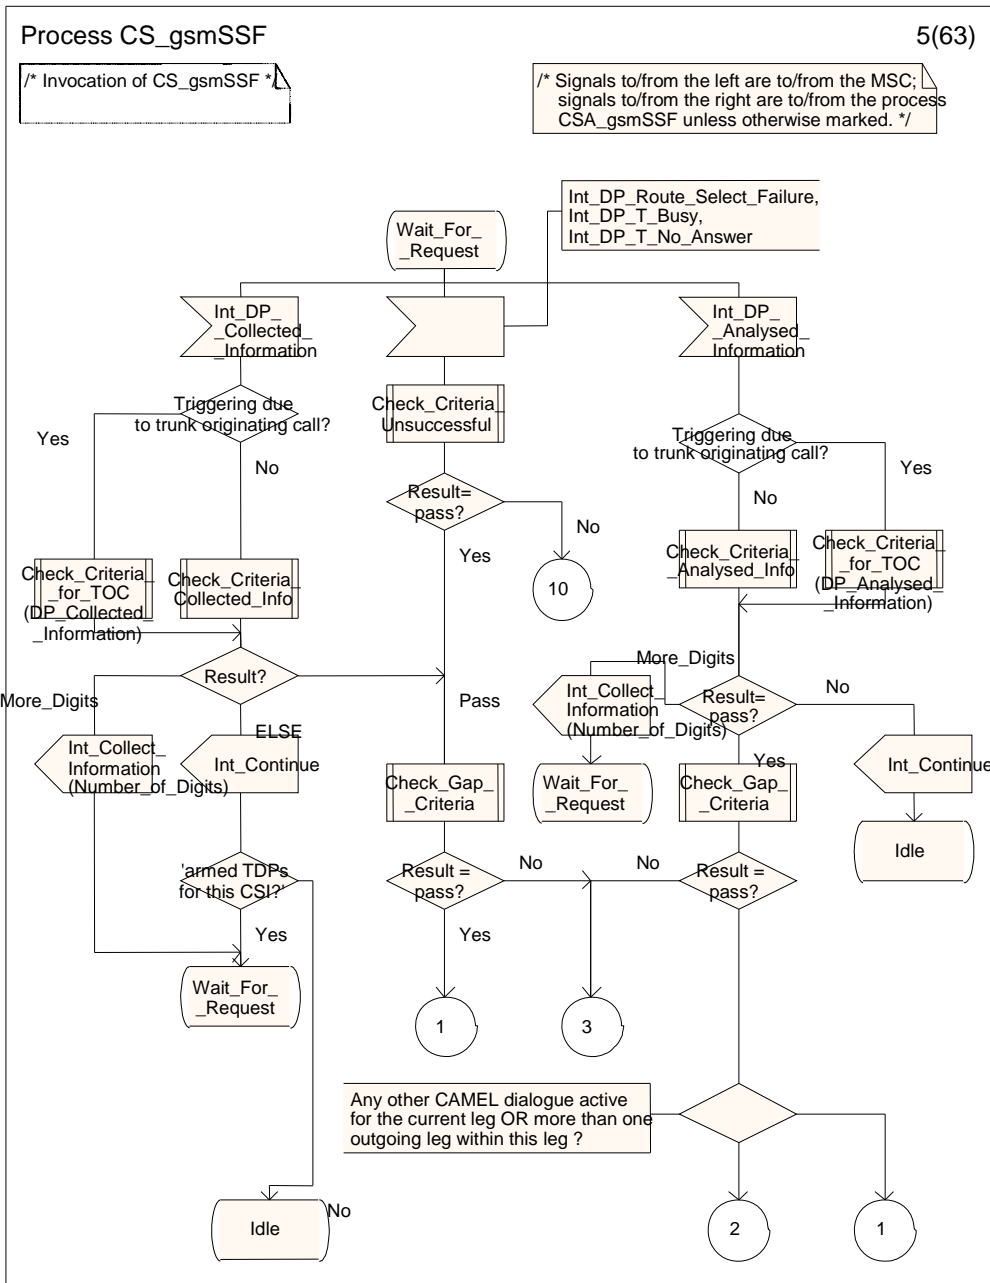 Process CS_gsmSSF
5(63)
/* Invocation of CS_gsmSSF */
/* Signals to/from the left are to/from the MSC;
signals to/from the right are to/from the process
CSA_gsmSSF unless otherwise marked. */
Int_DP_Route_Select_Failure,
Int_DP_T_Busy,
Int_DP_T_No_Answer
Wait_For_
_Request
Int_DP_
_Collected_
_Information
Int_DP_
_Analysed_
Information
Triggering due
to trunk originating call?
Yes
No
Check_Criteria_
Unsuccessful
Triggering due
to trunk originating call?
Yes
No
Result=
pass?
No
Yes
10
Check_Criteria_
_for_TOC
(DP_Collected_
_Information)
Check_Criteria_
Collected_Info
Check_Criteria_
_Analysed_Info
Check_Criteria_
_for_TOC
(DP_Analysed_
_Information)
Result?
More_Digits
Pass
ELSE
More_Digits
Result=
pass?
No
Yes
Int_Collect_
Information
(Number_of_Digits)
Int_Continue
Int_Collect_
Information
(Number_of_Digits)
Int_Continue
Check_Gap_
_Criteria
Wait_For_
_Request
Check_Gap_
_Criteria
Idle
'armed TDPs
for this CSI?'
Yes
Result =
pass?
No
Yes
No
Result =
pass?
Wait_For_
_Request
1
3
Any other CAMEL dialogue active
for the current leg OR more than one
outgoing leg within this leg ?
No
Idle
2
1